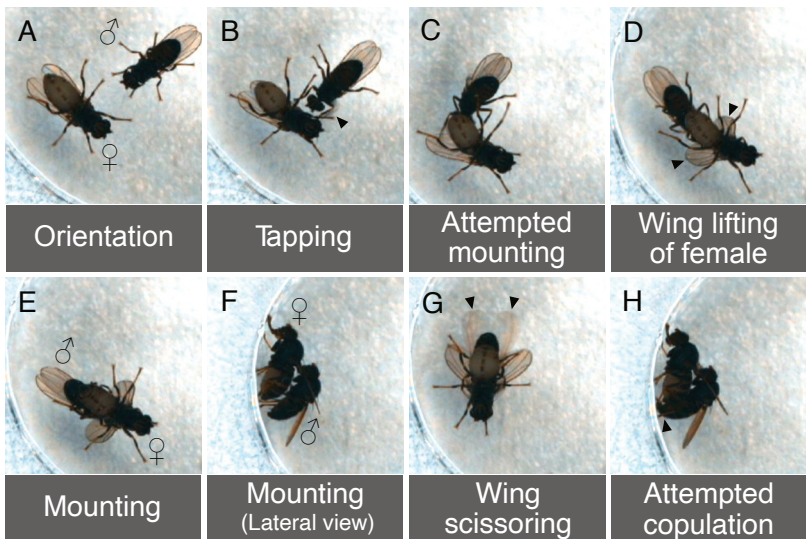 A
♂
♀
Orientation
B
Tapping
C
Attempted
mounting
D
Wing lifting
of female
E
♂
♀
Mounting
F
♀
♂
Mounting
(Lateral view)
G
Wing
scissoring
H
Attempted
copulation